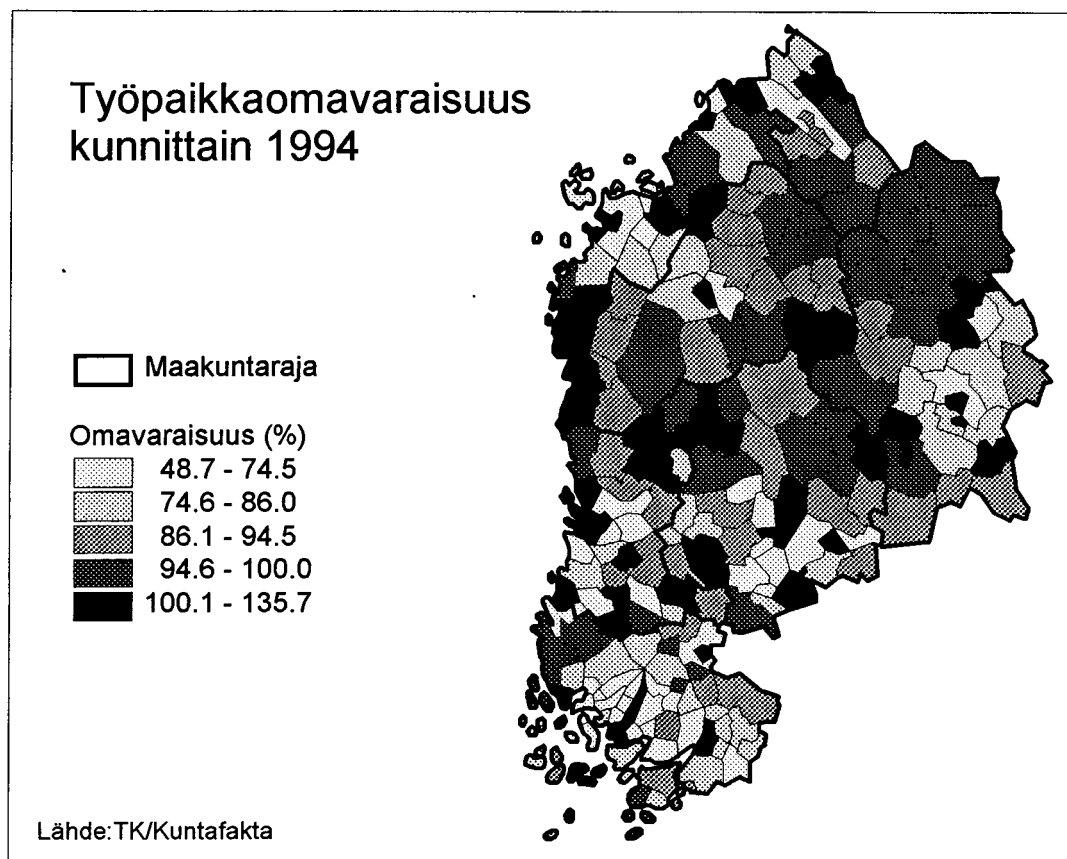 Työpaikkaomavaraisuus
kunnittain 1994
Maakuntaraja
Omavaraisuus (%)
48.7 - 74.5
74.6 - 86.0
86.1 - 94.5
94.6 - 100.0
100.1 - 135.7
Lähde:TK/Kuntafakta